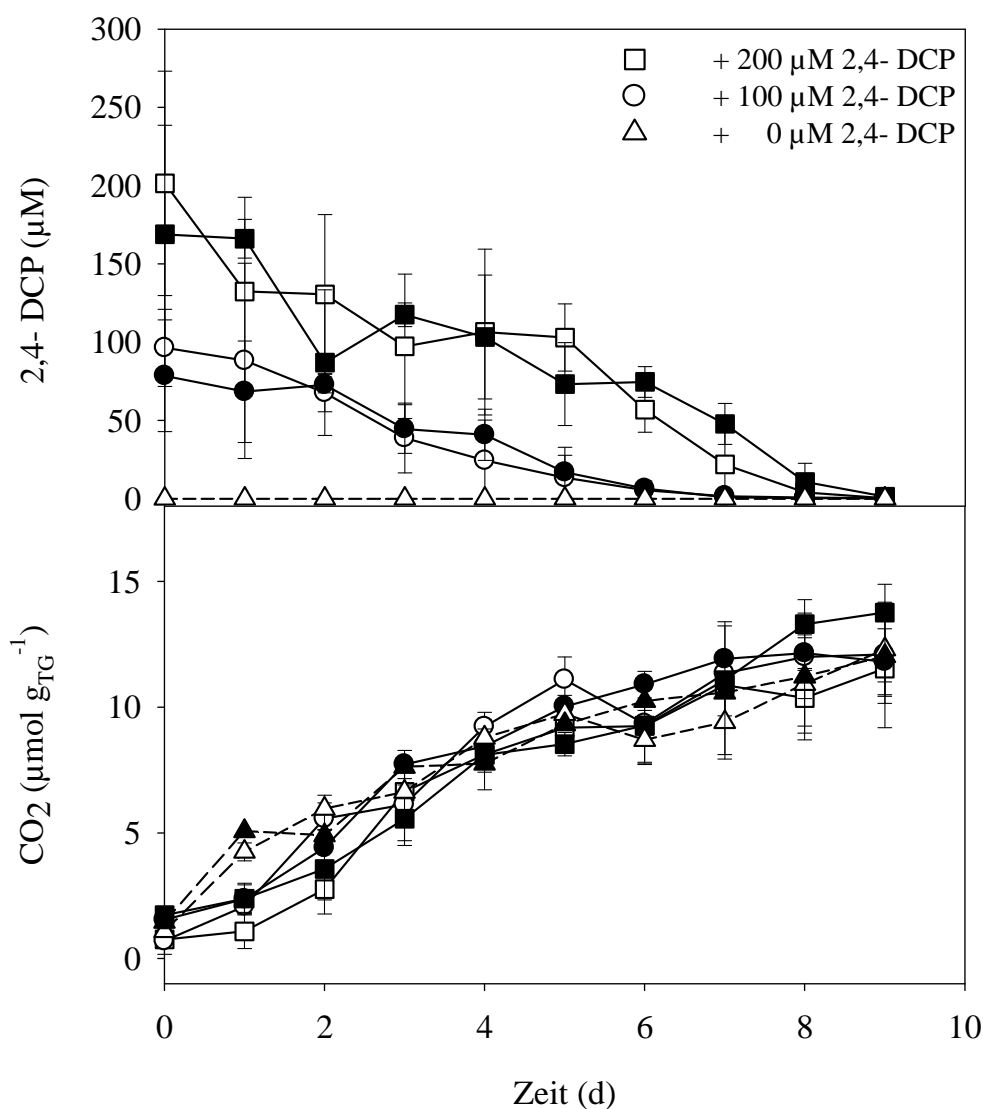 300
250
200
150
100
50
0
2,4- DCP (µM)
+ 200 µM 2,4- DCP
+ 100 µM 2,4- DCP
+ 0 µM 2,4- DCP
15
10
5
0
CO2 (µmol gTG-1)
0 2 4 6 8 10
Zeit (d)